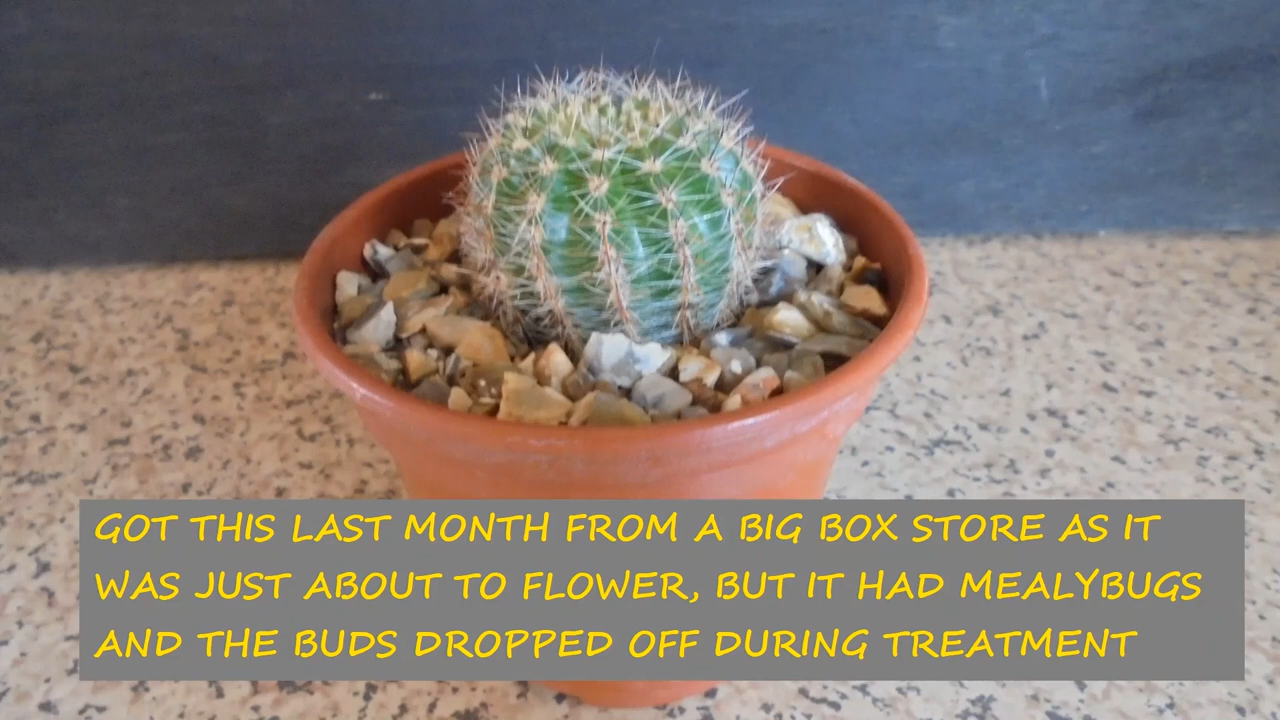 GOT THIS LAST MONTH FROM A BIG BOX STORE AS IT
WAS JUST ABOUT TO FLOWER, BUT IT HAD MEALYBUGS
AND THE BUDS DROPPED OFF DURING TREATMENT